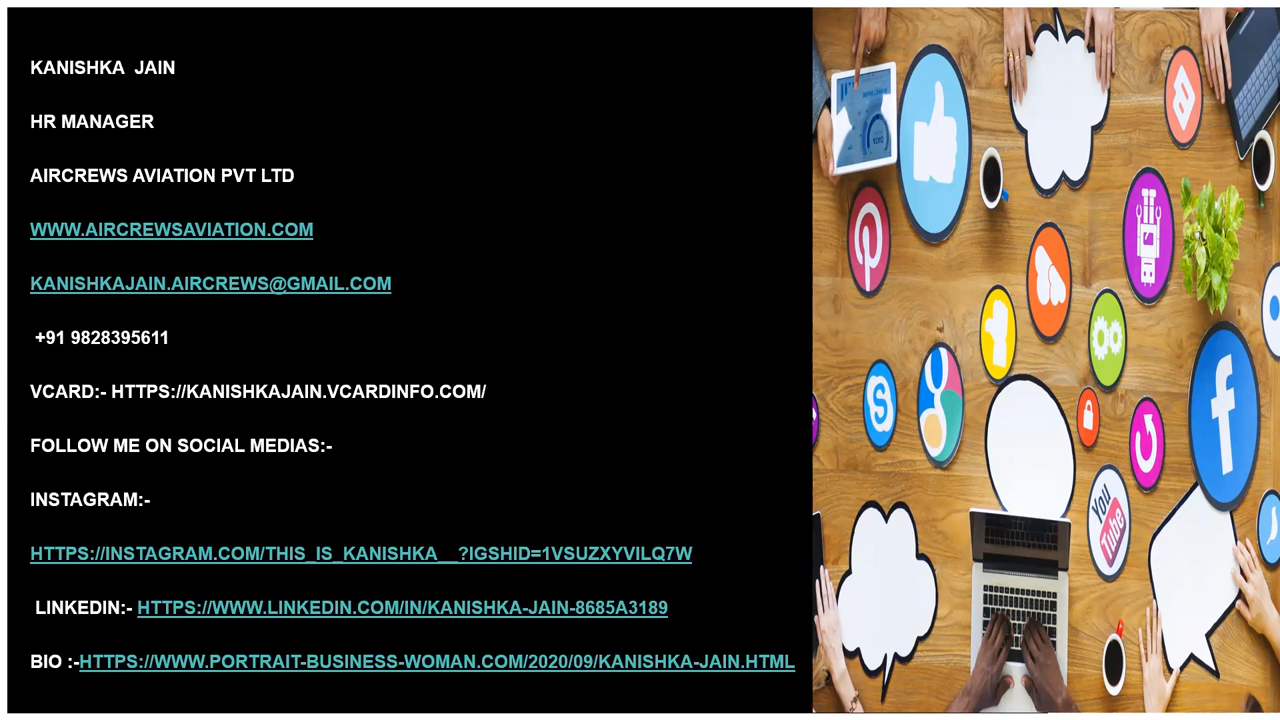 KANISHKA  JAIN
HR MANAGER
AIRCREWS AVIATION PVT LTD
WWW.AIRCREWSAVIATION.COM
KANISHKAJAIN.AIRCREWS@GMAIL.COM
+91 9828395611
VCARD:- HTTPS://KANISHKAJAIN.VCARDINFO.COM/
FOLLOW ME ON SOCIAL MEDIAS:-
INSTAGRAM:-
HTTPS://INSTAGRAM.COM/THIS_IS_KANISHKA__?IGSHID=1VSUZXYVILQ7W
LINKEDIN:- HTTPS://WWW.LINKEDIN.COM/IN/KANISHKA-JAIN-8685A3189
BIO :-HTTPS://WWW.PORTRAIT-BUSINESS-WOMAN.COM/2020/09/KANISHKA-JAIN.HTML
You
Tube